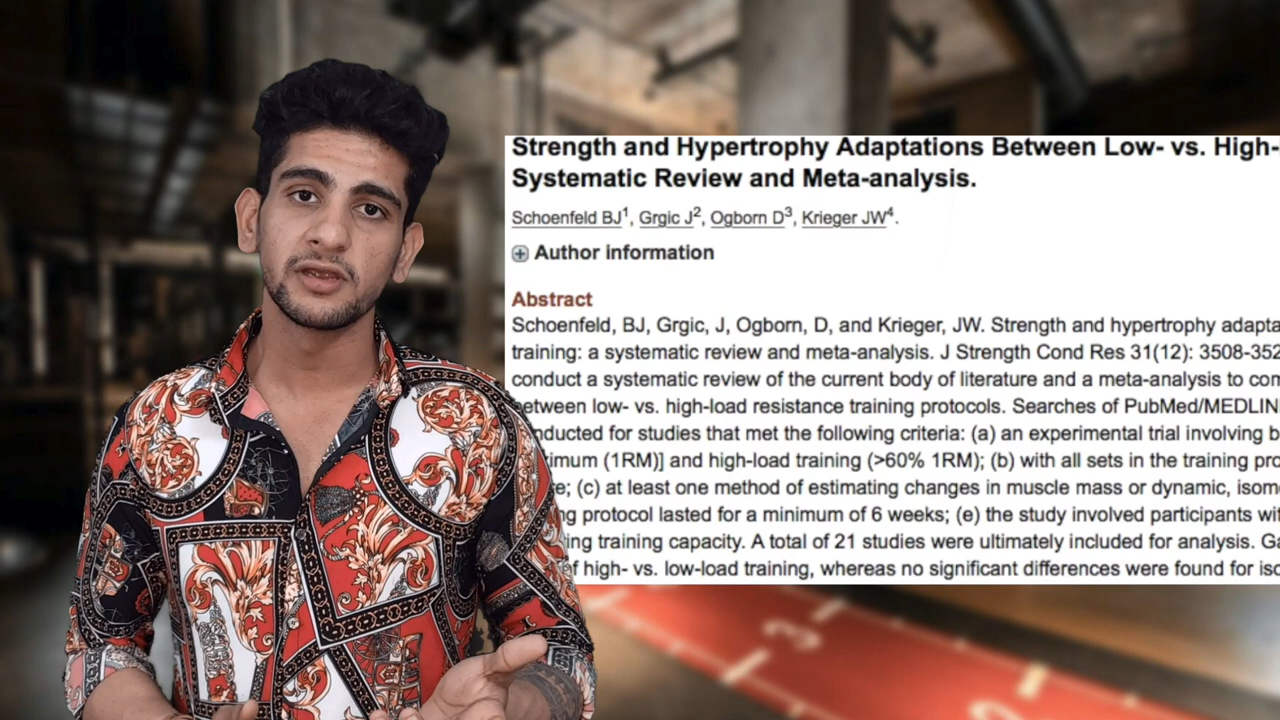 Strength and Hypertrophy Adaptations Between Low- vs. High-
Systematic Review and Meta-analysis.
Schoenfeld BJ1, Grgic J2, Ogborn D3, Krieger JW4.
Author information
Abstract
Schoenfeld, BJ, Grgic, J, Ogborn, D, and Krieger, JW. Strength and hypertrophy adapta
training: a systematic review and meta-analysis. J Strength Cond Res 31(12): 3508-352
conduct a systematic review of the current body of literature and a meta-analysis to com
between low- vs. high-load resistance training protocols. Searches of PubMed/MEDLIN
nducted for studies that met the following criteria: (a) an experimental trial involving b
imum (1RM)] and high-load training (>60% 1RM); (b) with all sets in the training pro
e; (c) at least one method of estimating changes in muscle mass or dynamic, isome
ng protocol lasted for a minimum of 6 weeks; (e) the study involved participants wit
ing training capacity. A total of 21 studies were ultimately included for analysis. Ga
of high- vs. low-load training, whereas no significant differences were found for iso
3
2